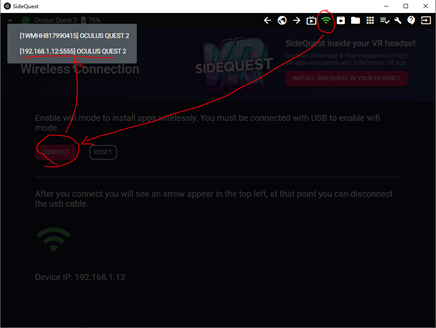 SideQuest
Oculus Quest 2 76%
[1WMHH817990415] OCULUS QUEST 2
[192.168.1.12:5555] OCULUS QUEST 2
SideQuest inside your VR headset
VR
SIDEQUEST
INSTALL SIDEQUEST IN YOUR HEADSET
Wireless Connection
Enable wifi mode to install apps wirelessly. You must be connected with USB to enable wifi
mode.
CONNECT
RESET
After you connect you will see an arrow appear in the top left, at that point you can disconnect
the usb cable.
Device IP: 192.168.1.12